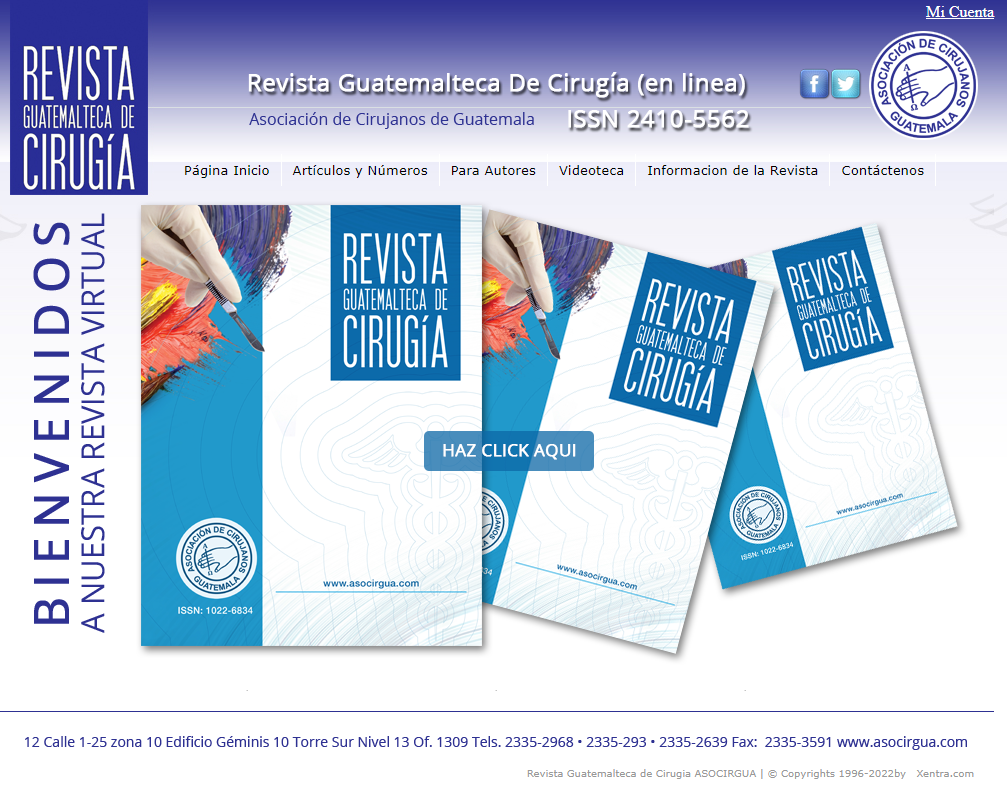 Mi Cuenta
REVISTA
GUATEMALTECA DE
CIRUGÍA
Revista Guatemalteca De Cirugía (en linea)
Asociación de Cirujanos de Guatemala
ISSN 2410-5562
ASOCIACIÓN DE CIRUJANOS
GUATEMALA
Página Inicio
Artículos y Números
Para Autores
Videoteca
Informacion de la Revista
Contáctenos
BIENVENIDOS
A NUESTRA REVISTA VIRTUAL
REVISTA
GUATEMALTECA DE
CIRUGÍA
ASOCIACIÓN DE CIRUJANOS
GUATEMALA
ISSN: 1022-6834
www.asocirgua.com
REVISTA
GUATEMALTECA DE
CIRUGÍA
www.asocirgua.com
REVISTA
GUATEMALTECA DE
CIRUGÍA
ASOCIACIÓN DE CIRUJANOS
GUATEMALA
ISSN: 1022-6834
www.asocirgua.com
HAZ CLICK AQUI
12 Calle 1-25 zona 10 Edificio Géminis 10 Torre Sur Nivel 13 Of. 1309 Tels. 2335-2968 • 2335-293 • 2335-2639 Fax: 2335-3591 www.asocirgua.com
Revista Guatemalteca de Cirugia ASOCIRGUA | © Copyrights 1996-2022by Xentra.com